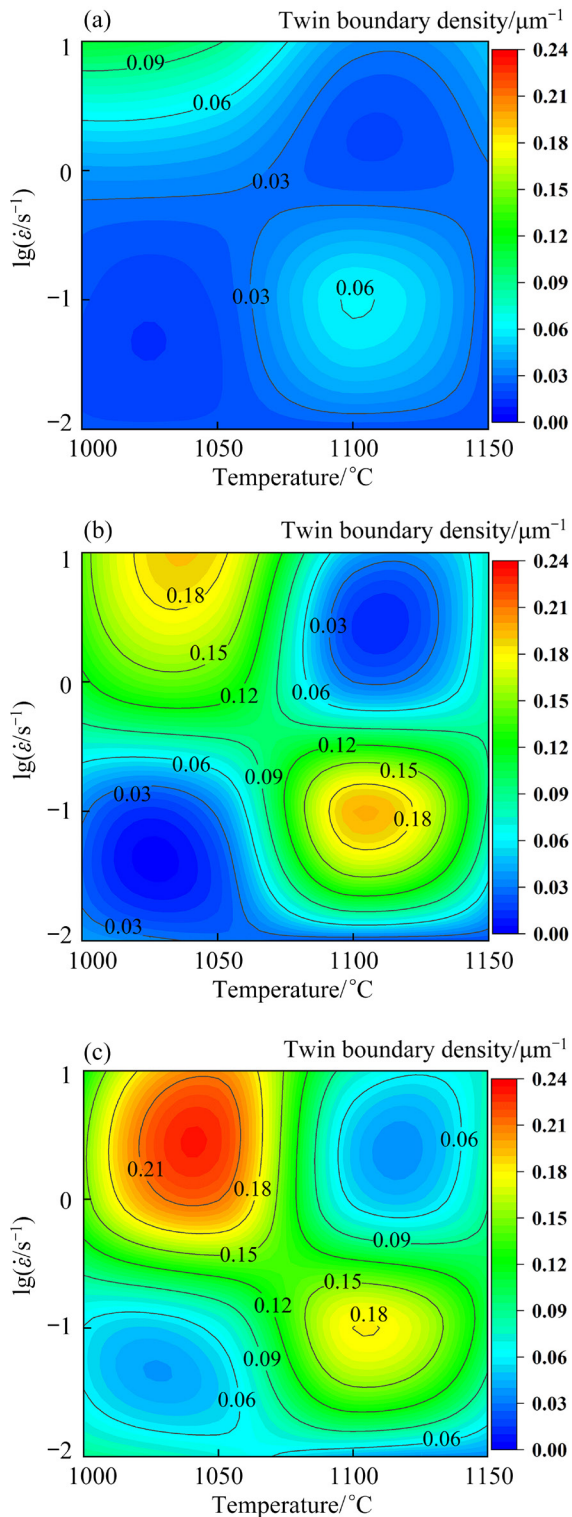 (a) Twin boundary density/μm⁻¹
1 0.09 0.24
0.21
0.06 0.18
lg(ε̇/s⁻¹) 0 0.03 0.15
0.12
−1 0.03 0.06 0.09
0.06
0.03
−2 0.00
1000 1050 1100 1150
Temperature/°C
(b) Twin boundary density/μm⁻¹
1 0.24
0.18 0.03 0.21
0.15 0.18
lg(ε̇/s⁻¹) 0 0.12 0.06 0.15
0.12 0.12
0.06 0.09 0.15 0.09
−1 0.03 0.18 0.06
0.03
−2 0.03 0.00
1000 1050 1100 1150
Temperature/°C
(c) Twin boundary density/μm⁻¹
1 0.24
0.06 0.21
0.21 0.18 0.18
lg(ε̇/s⁻¹) 0 0.15 0.09 0.15
0.15 0.12
−1 0.12 0.18 0.09
0.09 0.06
0.06 0.03
−2 0.06 0.00
1000 1050 1100 1150
Temperature/°C